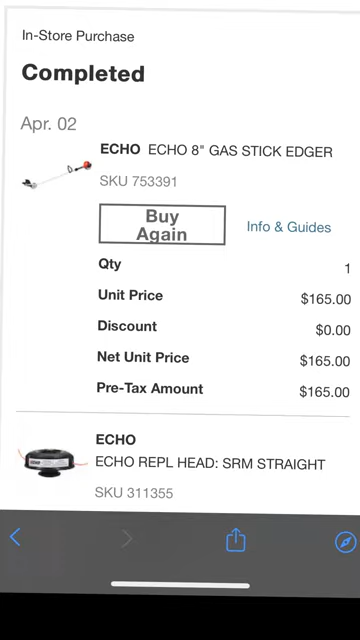 In-Store Purchase
Completed
Apr. 02
ECHO ECHO 8" GAS STICK EDGER
SKU 753391
Buy
Again
Info & Guides
Qty 1
Unit Price $165.00
Discount $0.00
Net Unit Price $165.00
Pre-Tax Amount $165.00
ECHO
ECHO REPL HEAD: SRM STRAIGHT
SKU 311355